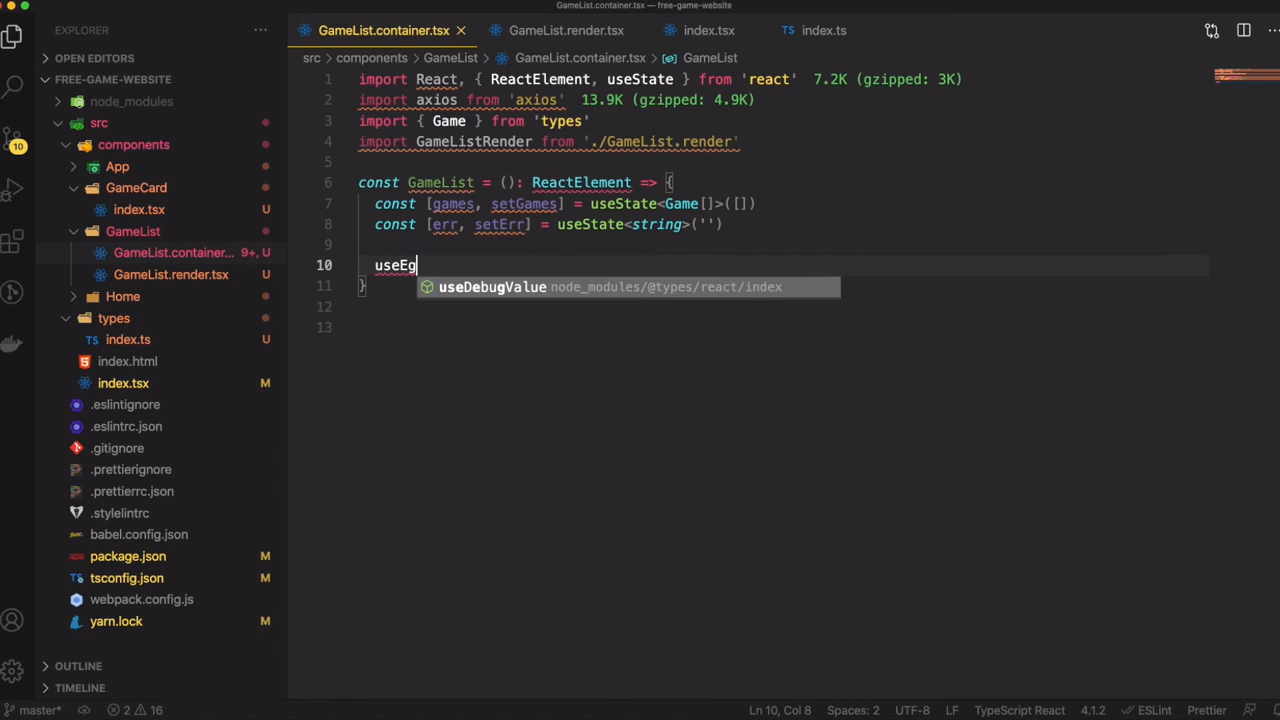 GameList.container.tsx — free-game-website
EXPLORER
OPEN EDITORS
FREE-GAME-WEBSITE
node_modules
src
components
App
GameCard
index.tsx U
GameList
GameList.container... 9+, U
GameList.render.tsx U
Home
types
TS index.ts U
index.html
index.tsx M
.eslintignore
.eslintrc.json
.gitignore
.prettierignore
.prettierrc.json
.stylelintrc
babel.config.json
package.json M
TS tsconfig.json M
webpack.config.js
yarn.lock M
OUTLINE
TIMELINE
10
GameList.container.tsx
GameList.render.tsx
index.tsx
TS index.ts
src > components > GameList > GameList.container.tsx > GameList
1 import React, { ReactElement, useState } from 'react' 7.2K (gzipped: 3K)
2 import axios from 'axios' 13.9K (gzipped: 4.9K)
3 import { Game } from 'types'
4 import GameListRender from './GameList.render'
5
6 const GameList = (): ReactElement => {
7 const [games, setGames] = useState<Game[]>([])
8 const [err, setErr] = useState<string>('')
9
10 useEg
useDebugValue node_modules/@types/react/index
11 }
12
13
master* 2 16 Ln 10, Col 8 Spaces: 2 UTF-8 LF TypeScript React 4.1.2 ESLint Prettier